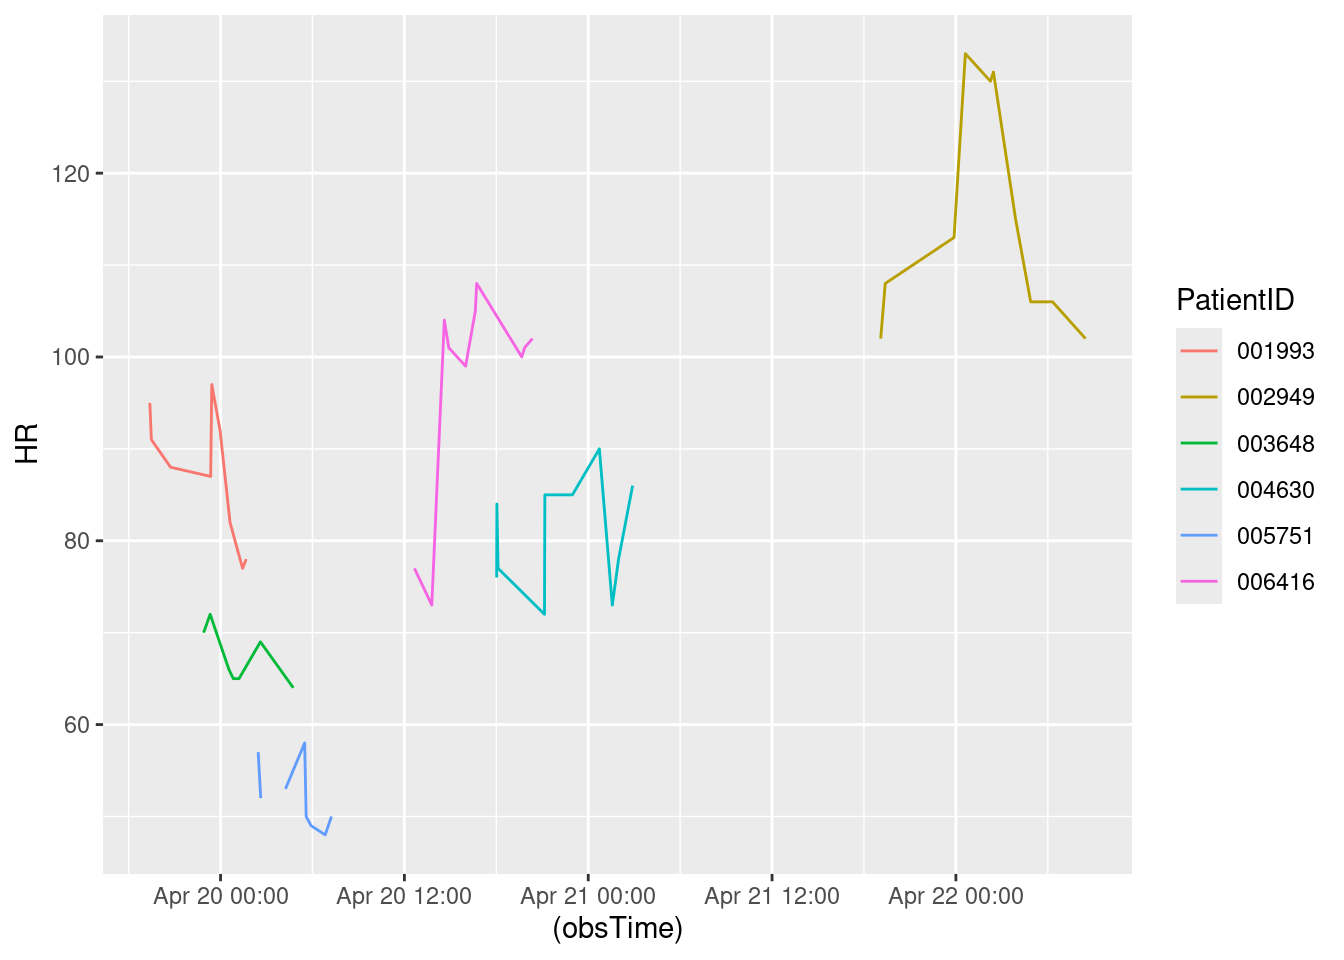 120
100
80
60
HR
Apr 20 00:00
Apr 20 12:00
Apr 21 00:00
Apr 21 12:00
Apr 22 00:00
(obsTime)
PatientID
001993
002949
003648
004630
005751
006416